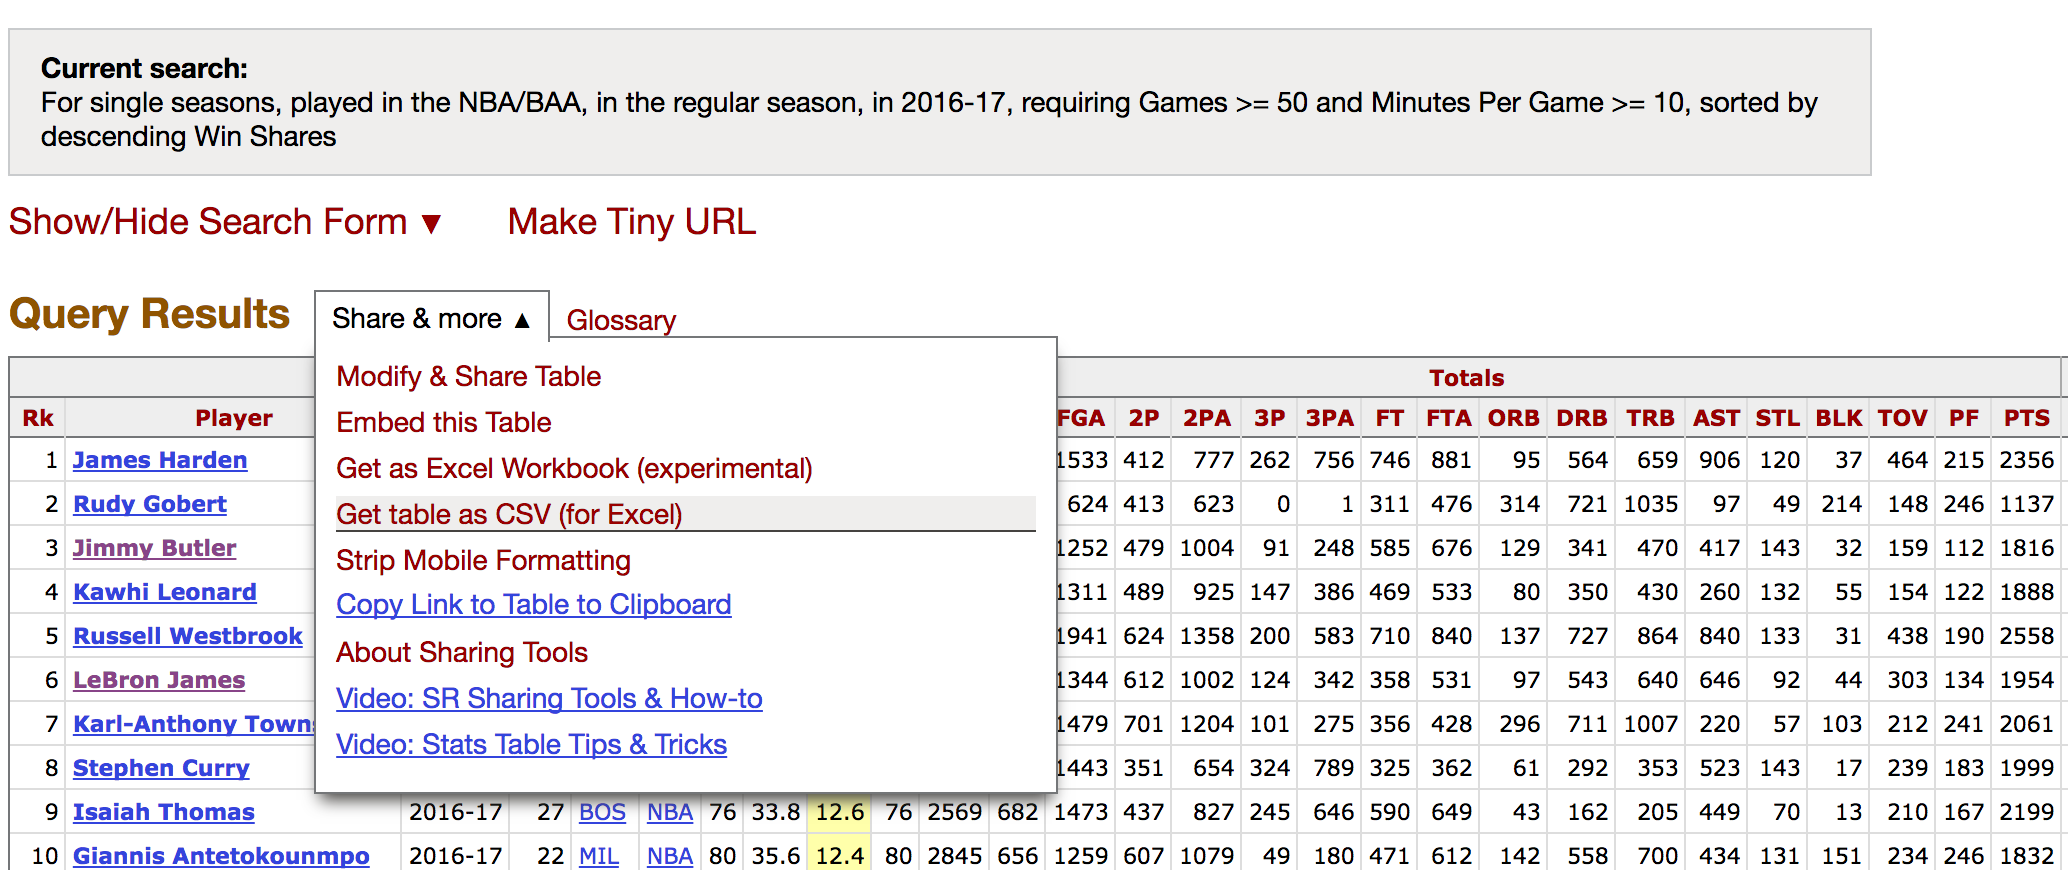 Current search:
For single seasons, played in the NBA/BAA, in the regular season, in 2016-17, requiring Games >= 50 and Minutes Per Game >= 10, sorted by
descending Win Shares
Show/Hide Search Form ▼ Make Tiny URL
Query Results Share & more ▲ Glossary
Modify & Share Table
Embed this Table
Get as Excel Workbook (experimental)
Get table as CSV (for Excel)
Strip Mobile Formatting
Copy Link to Table to Clipboard
About Sharing Tools
Video: SR Sharing Tools & How-to
Video: Stats Table Tips & Tricks
Totals
Rk Player FGA 2P 2PA 3P 3PA FT FTA ORB DRB TRB AST STL BLK TOV PF PTS
1 James Harden 1533 412 777 262 756 746 881 95 564 659 906 120 37 464 215 2356
2 Rudy Gobert 624 413 623 0 1 311 476 314 721 1035 97 49 214 148 246 1137
3 Jimmy Butler 1252 479 1004 91 248 585 676 129 341 470 417 143 32 159 112 1816
4 Kawhi Leonard 1311 489 925 147 386 469 533 80 350 430 260 132 55 154 122 1888
5 Russell Westbrook 1941 624 1358 200 583 710 840 137 727 864 840 133 31 438 190 2558
6 LeBron James 1344 612 1002 124 342 358 531 97 543 640 646 92 44 303 134 1954
7 Karl-Anthony Towns 1479 701 1204 101 275 356 428 296 711 1007 220 57 103 212 241 2061
8 Stephen Curry 1443 351 654 324 789 325 362 61 292 353 523 143 17 239 183 1999
9 Isaiah Thomas 2016-17 27 BOS NBA 76 33.8 12.6 76 2569 682 1473 437 827 245 646 590 649 43 162 205 449 70 13 210 167 2199
10 Giannis Antetokounmpo 2016-17 22 MIL NBA 80 35.6 12.4 80 2845 656 1259 607 1079 49 180 471 612 142 558 700 434 131 151 234 246 1832